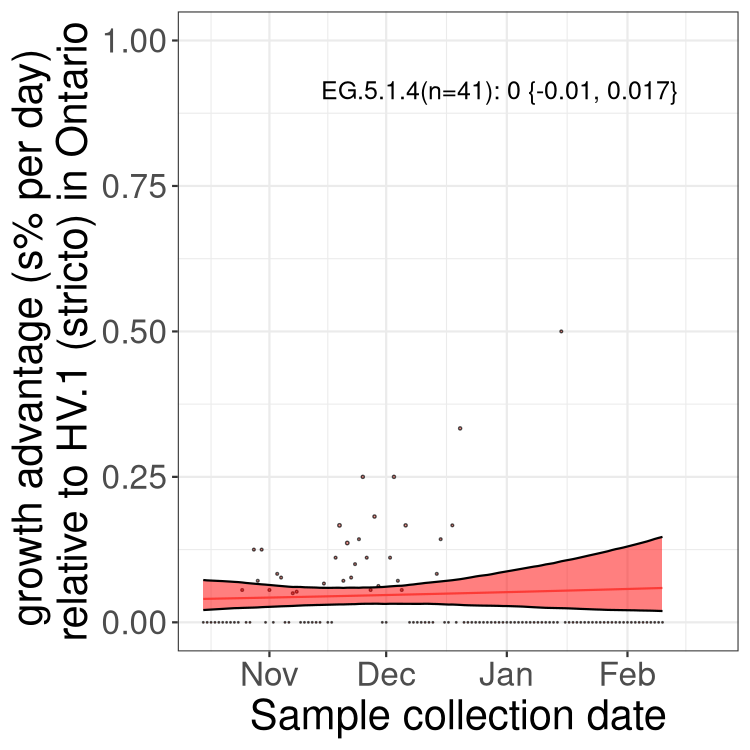 growth advantage (s% per day)
relative to HV.1 (stricto) in Ontario
1.00
0.75
0.50
0.25
0.00
EG.5.1.4(n=41): 0 {-0.01, 0.017}
Nov Dec Jan Feb
Sample collection date